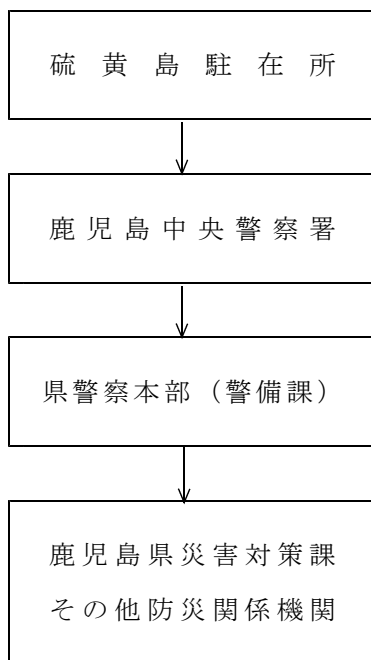 硫黄島駐在所
鹿児島中央警察署
県警察本部（警備課）
鹿児島県災害対策課
その他防災関係機関